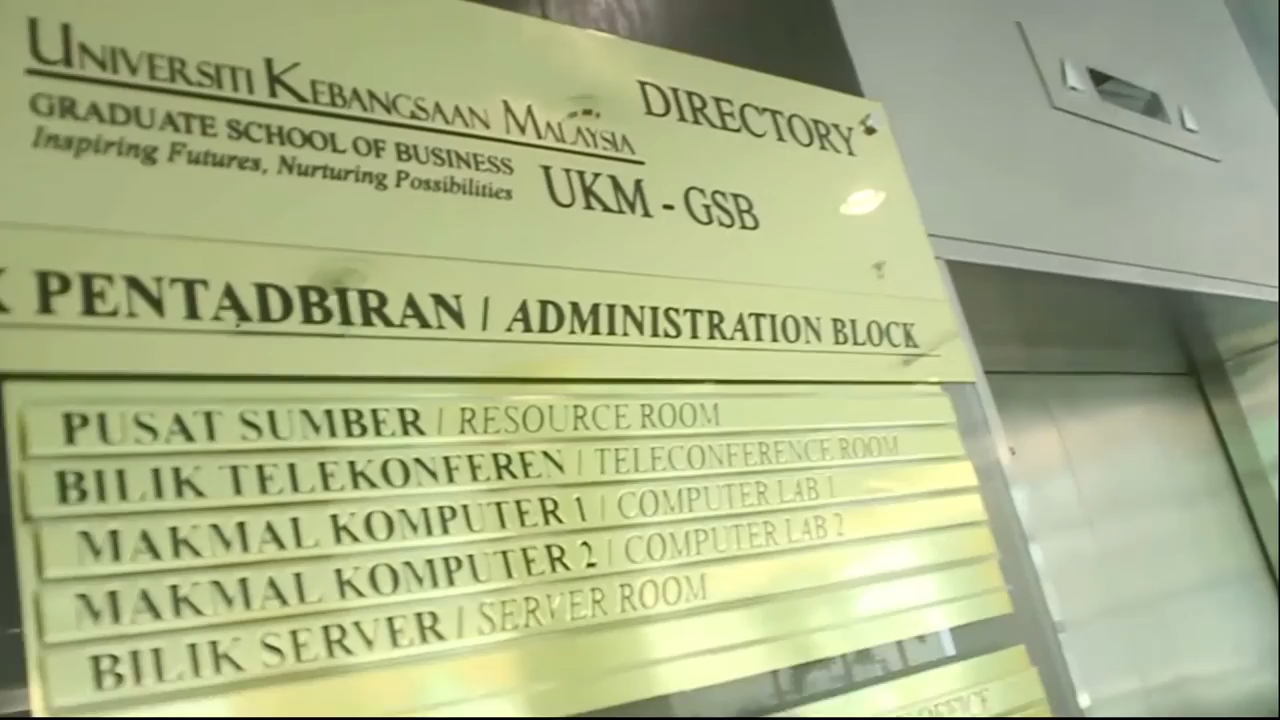 UNIVERSITI KEBANGSAAN MALAYSIA
DIRECTORY
GRADUATE SCHOOL OF BUSINESS
Inspiring Futures, Nurturing Possibilities
UKM - GSB
PENTADBIRAN / ADMINISTRATION BLOCK
PUSAT SUMBER / RESOURCE ROOM
BILIK TELEKONFEREN / TELECONFERENCE ROOM
MAKMAL KOMPUTER 1 / COMPUTER LAB 1
MAKMAL KOMPUTER 2 / COMPUTER LAB 2
BILIK SERVER / SERVER ROOM
OFFICE